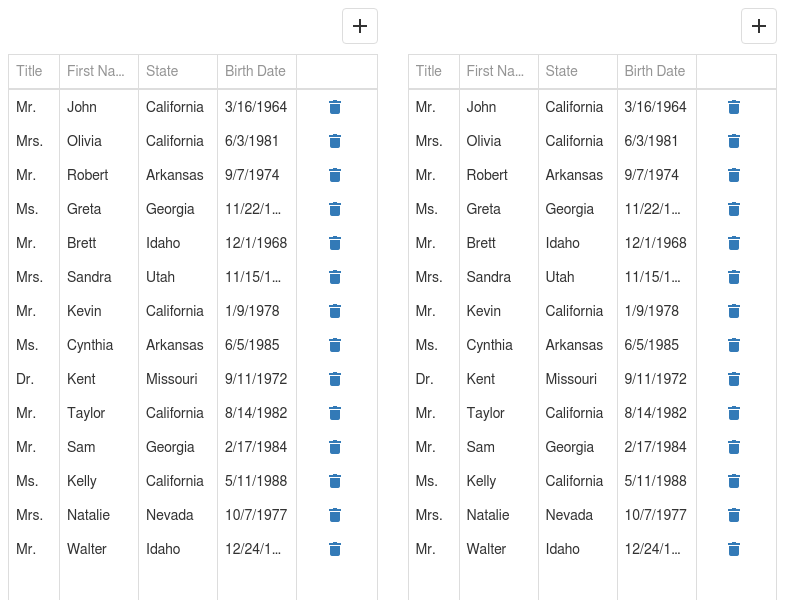 Title First Na... State Birth Date
Mr. John California 3/16/1964
Mrs. Olivia California 6/3/1981
Mr. Robert Arkansas 9/7/1974
Ms. Greta Georgia 11/22/1...
Mr. Brett Idaho 12/1/1968
Mrs. Sandra Utah 11/15/1...
Mr. Kevin California 1/9/1978
Ms. Cynthia Arkansas 6/5/1985
Dr. Kent Missouri 9/11/1972
Mr. Taylor California 8/14/1982
Mr. Sam Georgia 2/17/1984
Ms. Kelly California 5/11/1988
Mrs. Natalie Nevada 10/7/1977
Mr. Walter Idaho 12/24/1...
Title First Na... State Birth Date
Mr. John California 3/16/1964
Mrs. Olivia California 6/3/1981
Mr. Robert Arkansas 9/7/1974
Ms. Greta Georgia 11/22/1...
Mr. Brett Idaho 12/1/1968
Mrs. Sandra Utah 11/15/1...
Mr. Kevin California 1/9/1978
Ms. Cynthia Arkansas 6/5/1985
Dr. Kent Missouri 9/11/1972
Mr. Taylor California 8/14/1982
Mr. Sam Georgia 2/17/1984
Ms. Kelly California 5/11/1988
Mrs. Natalie Nevada 10/7/1977
Mr. Walter Idaho 12/24/1...